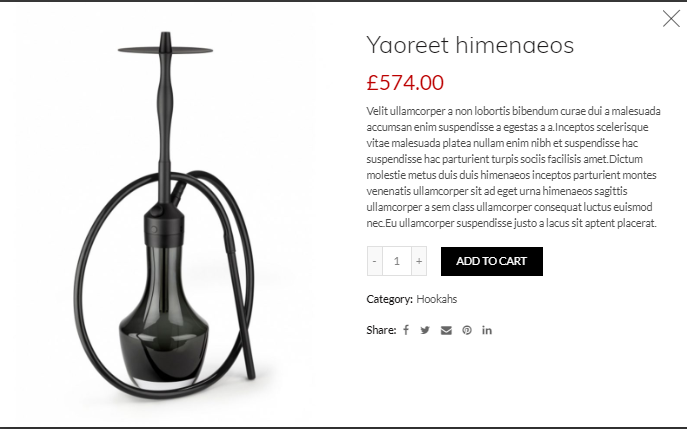 Yaoreet himenaeos
£574.00
Velit ullamcorper a non lobortis bibendum curae dui a malesuada
accumsan enim suspendisse a egestas a a.Inceptos scelerisque
vitae malesuada platea nullam enim nibh et suspendisse hac
suspendisse hac parturient turpis sociis facilisis amet.Dictum
molestie metus duis duis himenaeos inceptos parturient montes
venenatis ullamcorper sit ad eget urna himenaeos sagittis
ullamcorper a sem class ullamcorper consequat luctus euismod
nec.Eu ullamcorper suspendisse justo a lacus sit aptent placerat.
- 1 + ADD TO CART
Category: Hookahs
Share: